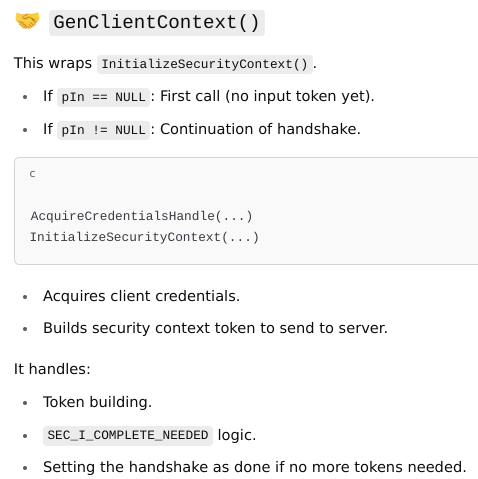 🤝 GenClientContext()
This wraps InitializeSecurityContext().
• If pIn == NULL: First call (no input token yet).
• If pIn != NULL: Continuation of handshake.
c
AcquireCredentialsHandle(...)
InitializeSecurityContext(...)
• Acquires client credentials.
• Builds security context token to send to server.
It handles:
• Token building.
• SEC_I_COMPLETE_NEEDED logic.
• Setting the handshake as done if no more tokens needed.